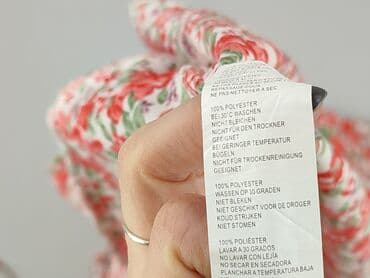 REPASSAGE DOUX
NE PAS NETTOYER A SEC
100% POLYESTER
BEI 30°C WASCHEN
NICHT BLEICHEN
NICHT FÜR DEN TROCKNER
GEEIGNET
BEI GERINGER TEMPERATUR
BÜGELN
NICHT FÜR TROCKENREINIGUNG
GEEIGNET
100% POLYESTER
WASSEN OP 30 GRADEN
NIET BLEKEN
NIET GESCHIKT VOOR DE DROGER
KOUD STRIJKEN
NIET STOMEN
100% POLIÉSTER
LAVAR A 30 GRADOS
NO LAVAR CON LEJÍA
NO SECAR EN SECADORA
PLANCHAR A TEMPERATURA BAJA